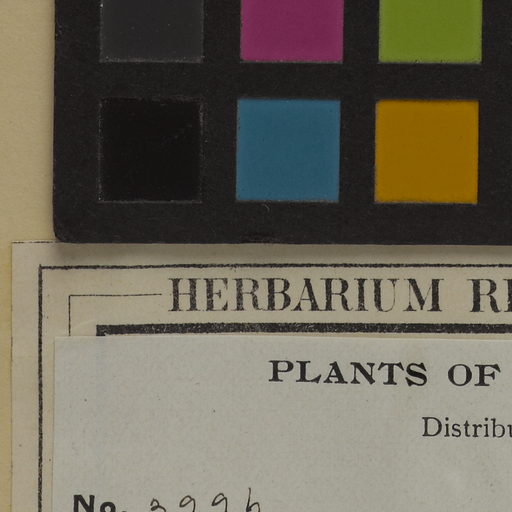 HERBARIUM
PLANTS OF
Distribu
No. 3996